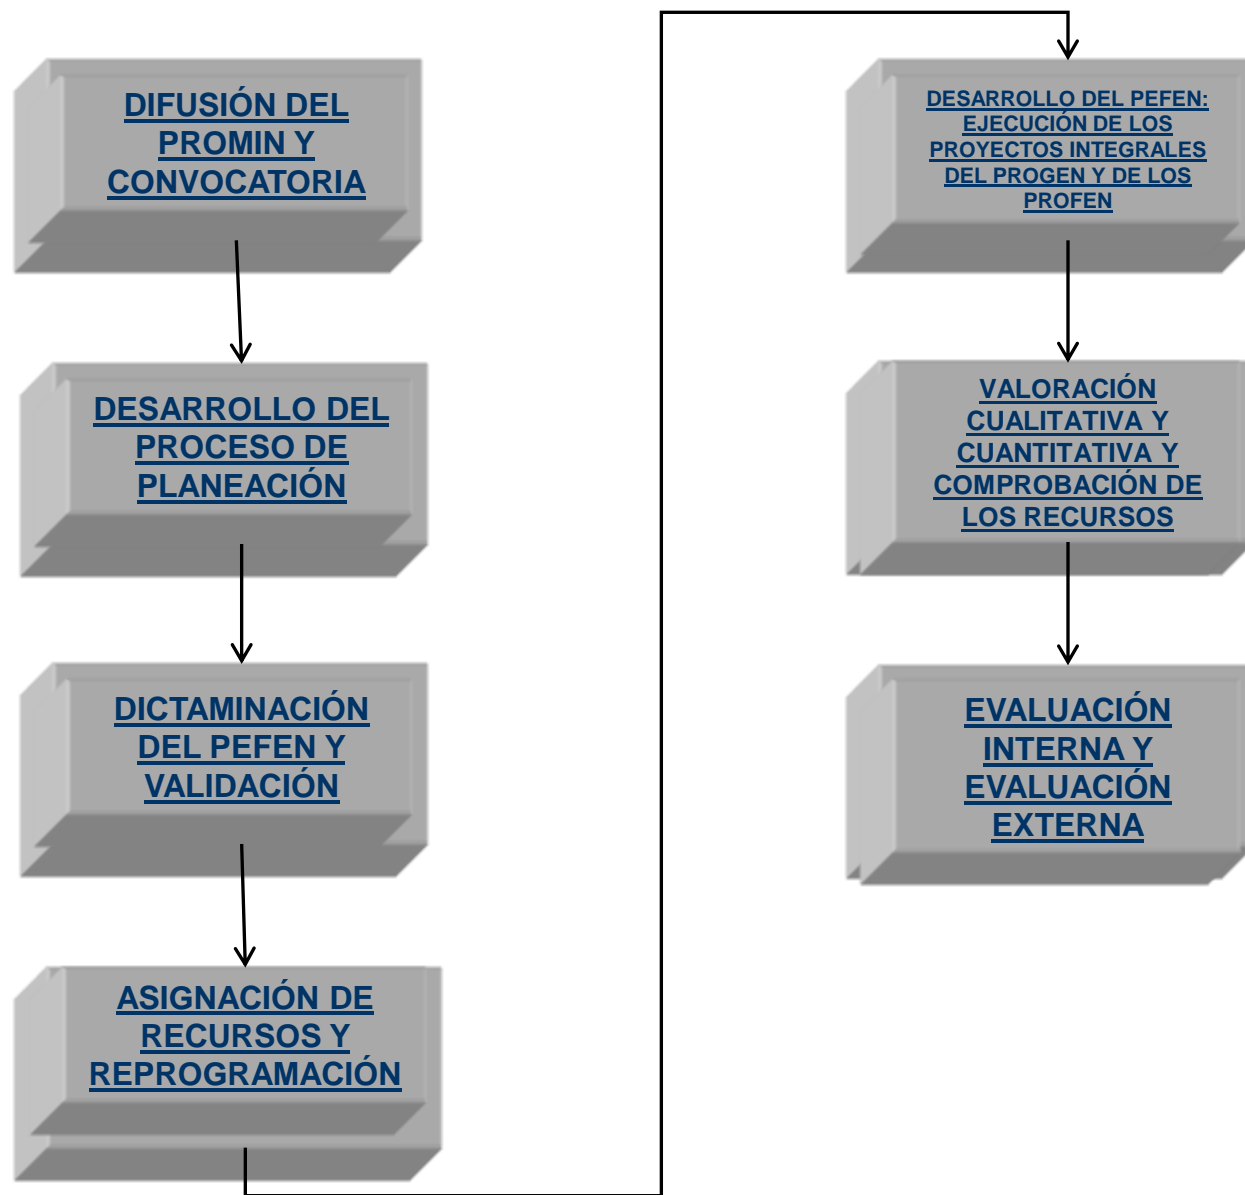 DIFUSIÓN DEL
PROMIN Y
CONVOCATORIA
DESARROLLO DEL
PROCESO DE
PLANEACIÓN
DICTAMINACIÓN
DEL PEFEN Y
VALIDACIÓN
ASIGNACIÓN DE
RECURSOS Y
REPROGRAMACIÓN
DESARROLLO DEL PEFEN:
EJECUCIÓN DE LOS
PROYECTOS INTEGRALES
DEL PROGEN Y DE LOS
PROFEN
VALORACIÓN
CUALITATIVA Y
CUANTITATIVA Y
COMPROBACIÓN DE
LOS RECURSOS
EVALUACIÓN
INTERNA Y
EVALUACIÓN
EXTERNA